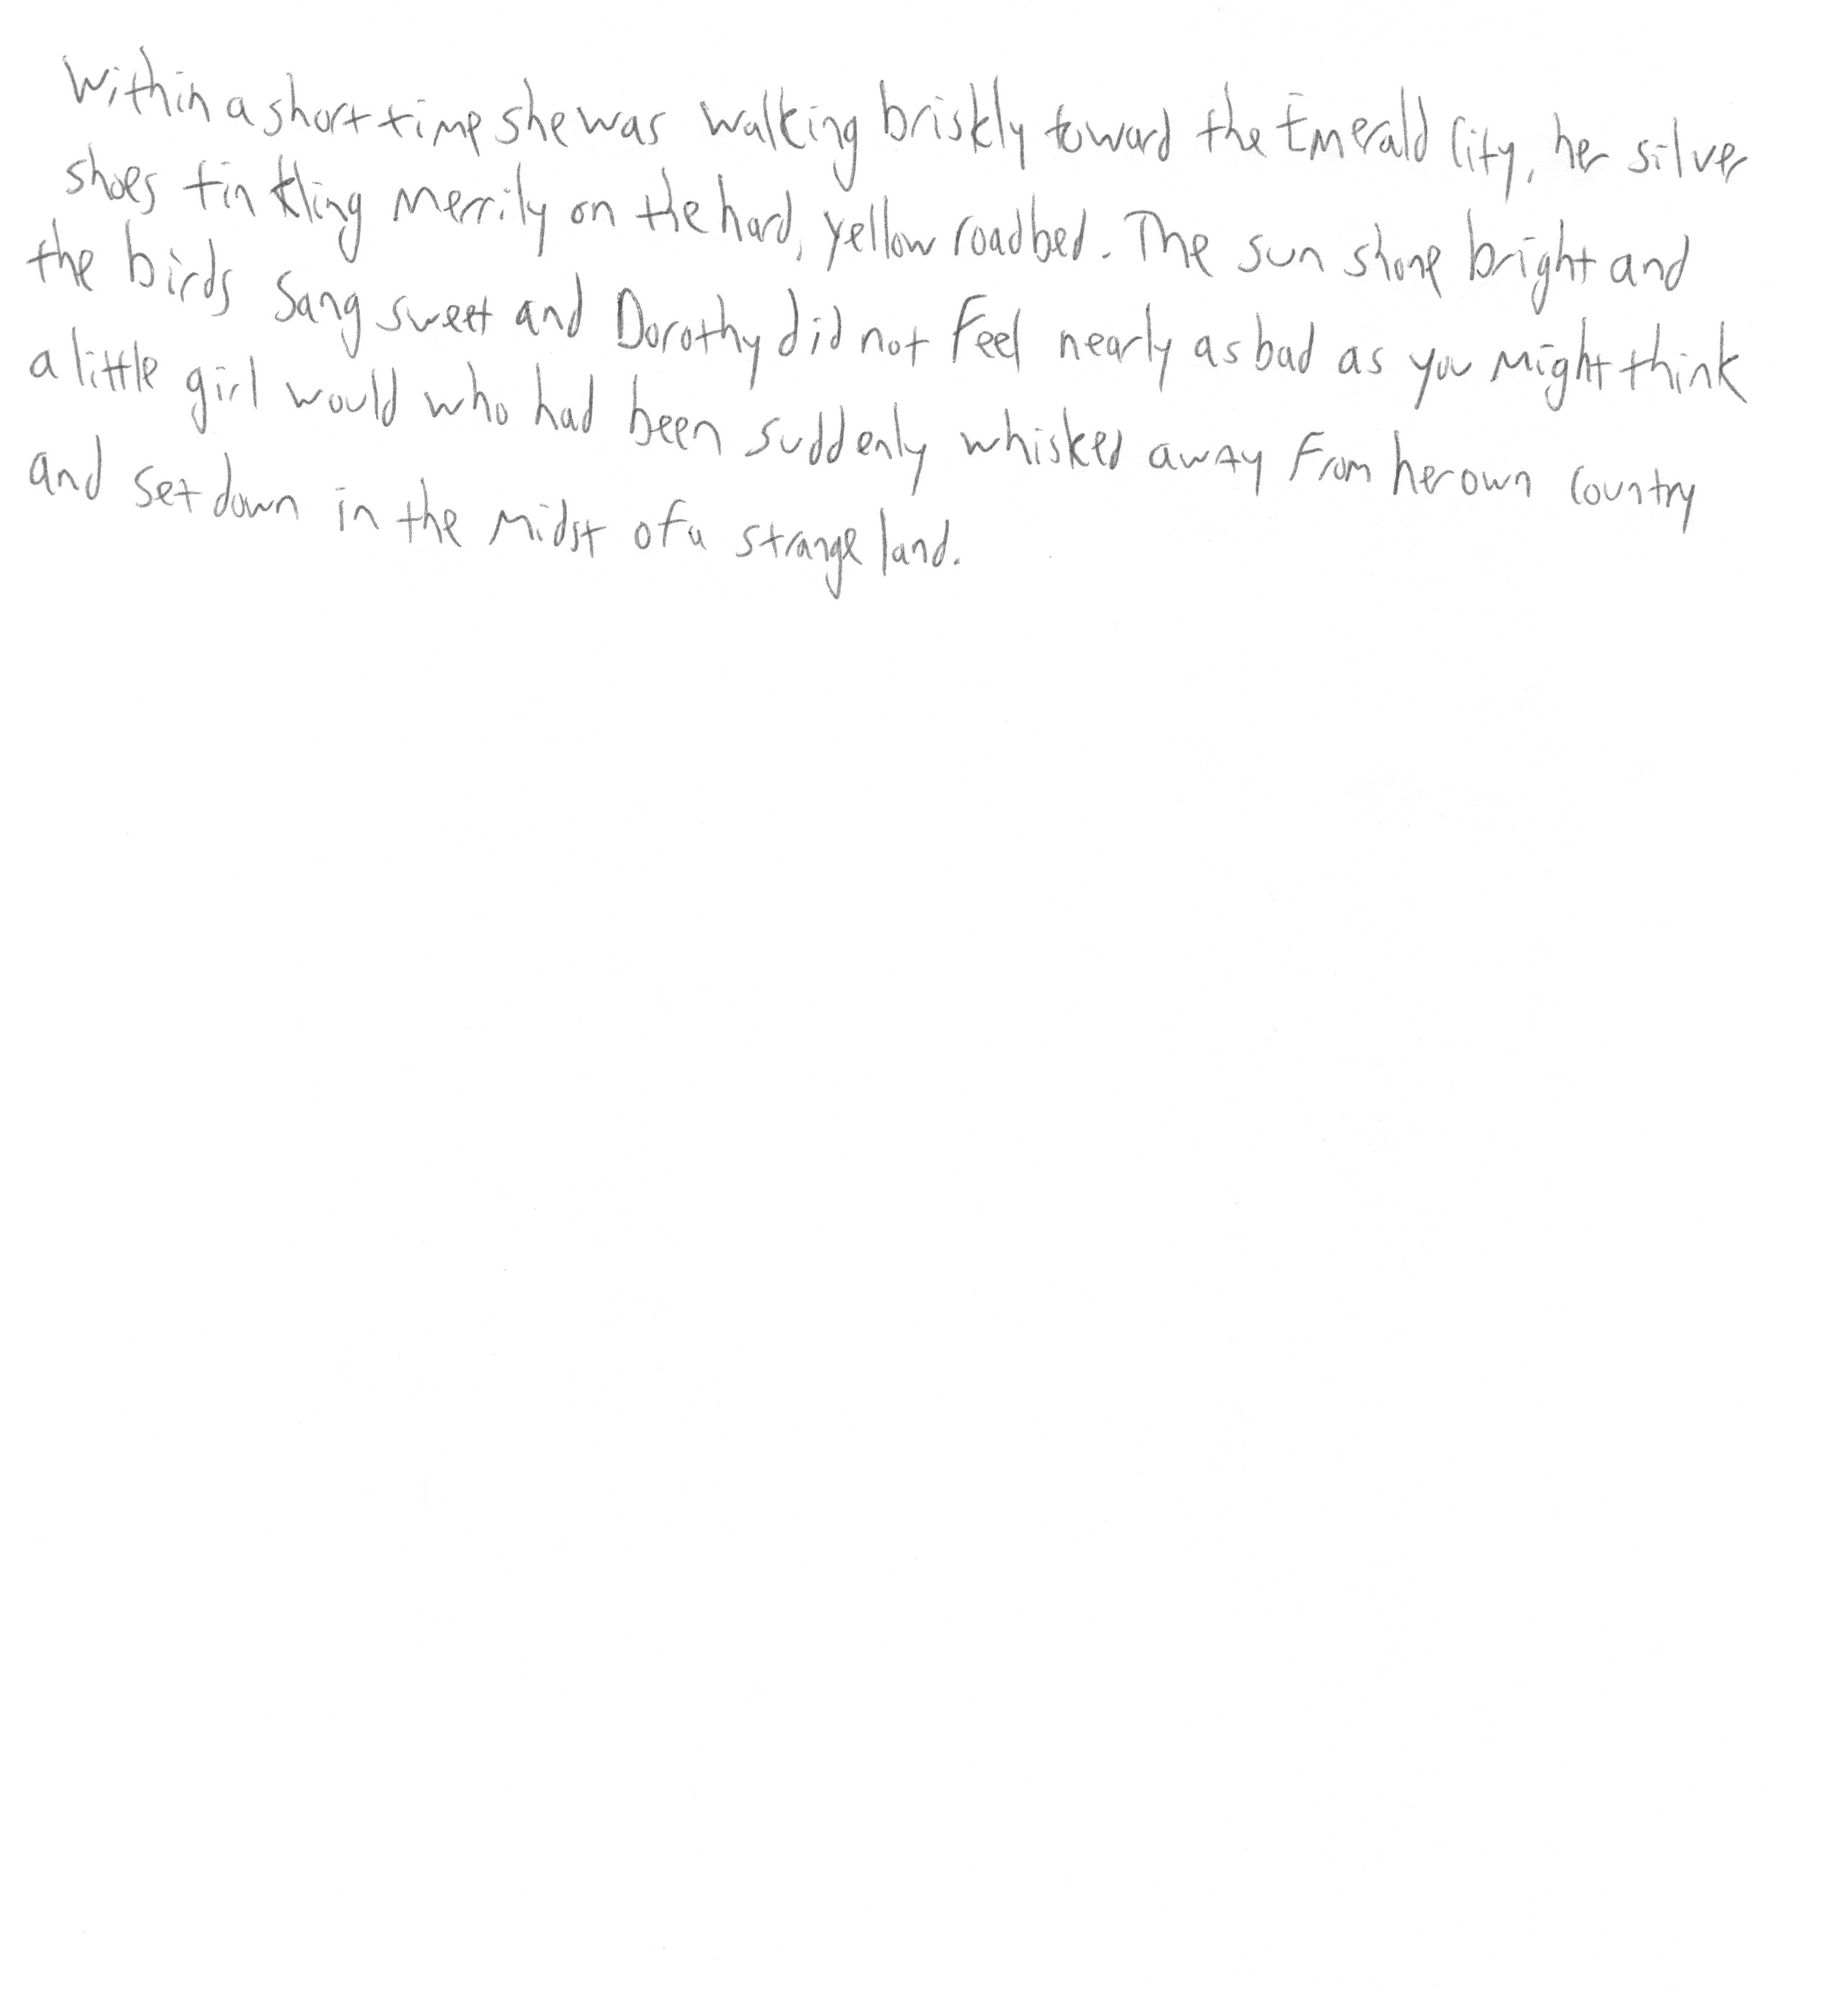 Within a short time she was walking briskly toward the Emerald City, her silver
shoes tinkling merrily on the hard, yellow roadbed. The sun shone bright and
the birds sang sweet and Dorothy did not feel nearly as bad as you might think
a little girl would who had been suddenly whisked away from her own country
and set down in the midst of a strange land.